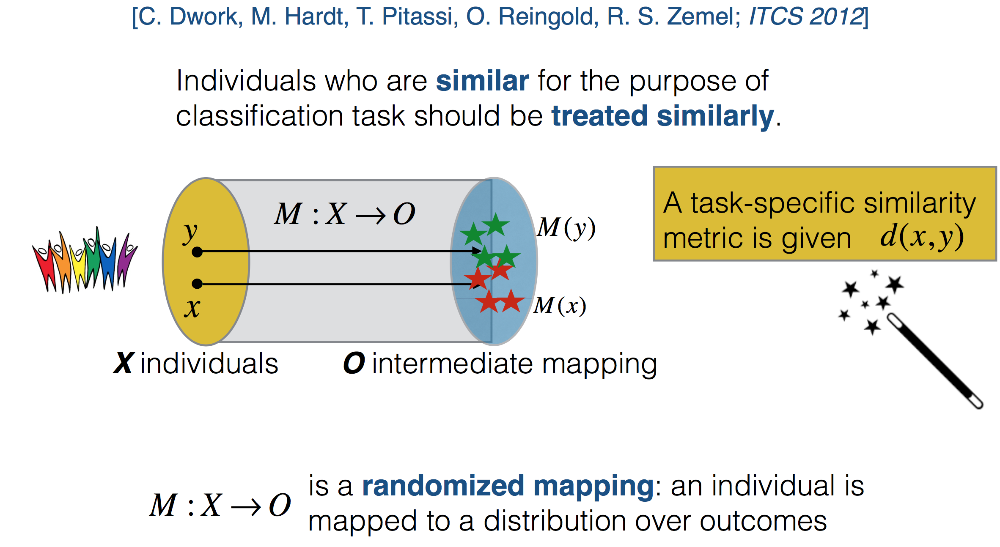 [C. Dwork, M. Hardt, T. Pitassi, O. Reingold, R. S. Zemel; ITCS 2012]
Individuals who are similar for the purpose of
classification task should be treated similarly.
M : X → O
y
x
M(y)
M(x)
A task-specific similarity
metric is given d(x,y)
X individuals
O intermediate mapping
M : X → O
is a randomized mapping: an individual is
mapped to a distribution over outcomes